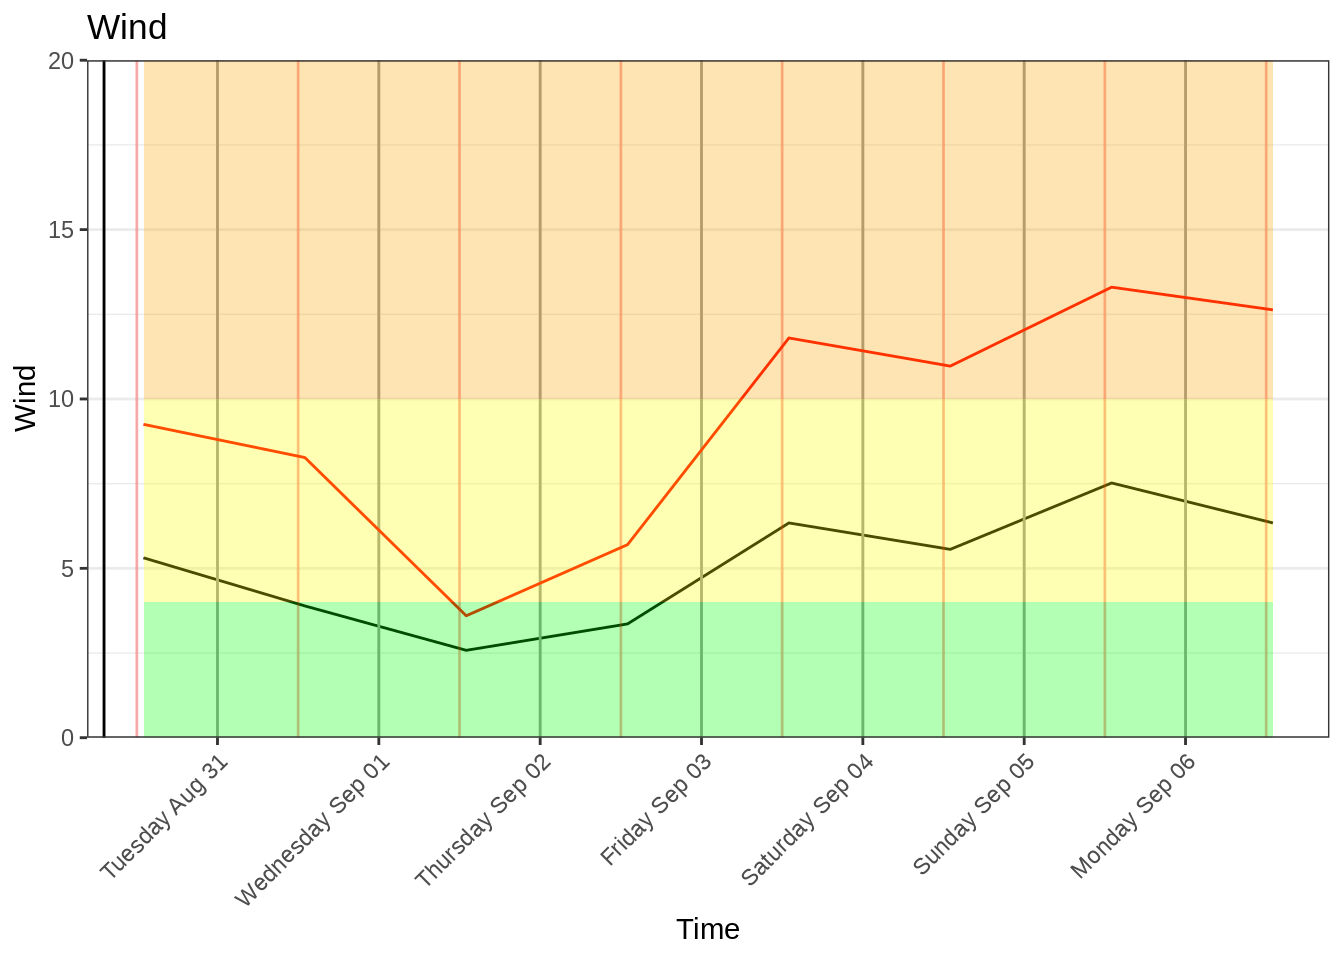 Wind
20
15
10
5
0
Wind
Tuesday Aug 31
Wednesday Sep 01
Thursday Sep 02
Friday Sep 03
Saturday Sep 04
Sunday Sep 05
Monday Sep 06
Time